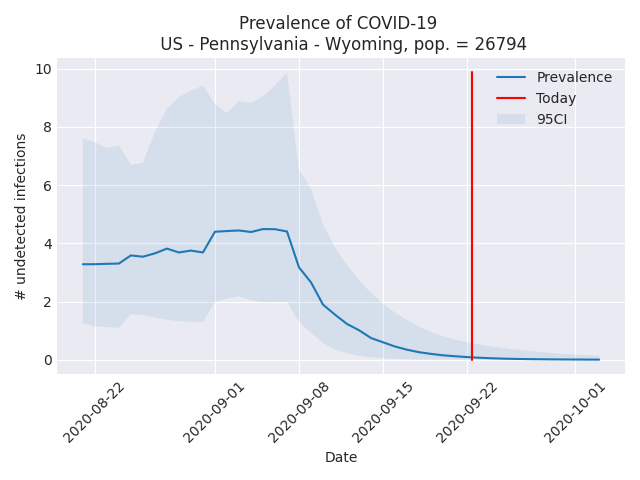 Prevalence of COVID-19
US - Pennsylvania - Wyoming, pop. = 26794
10
8
6
4
2
0
# undetected infections
Prevalence
Today
95CI
2020-08-22
2020-09-01
2020-09-08
2020-09-15
2020-09-22
2020-10-01
Date